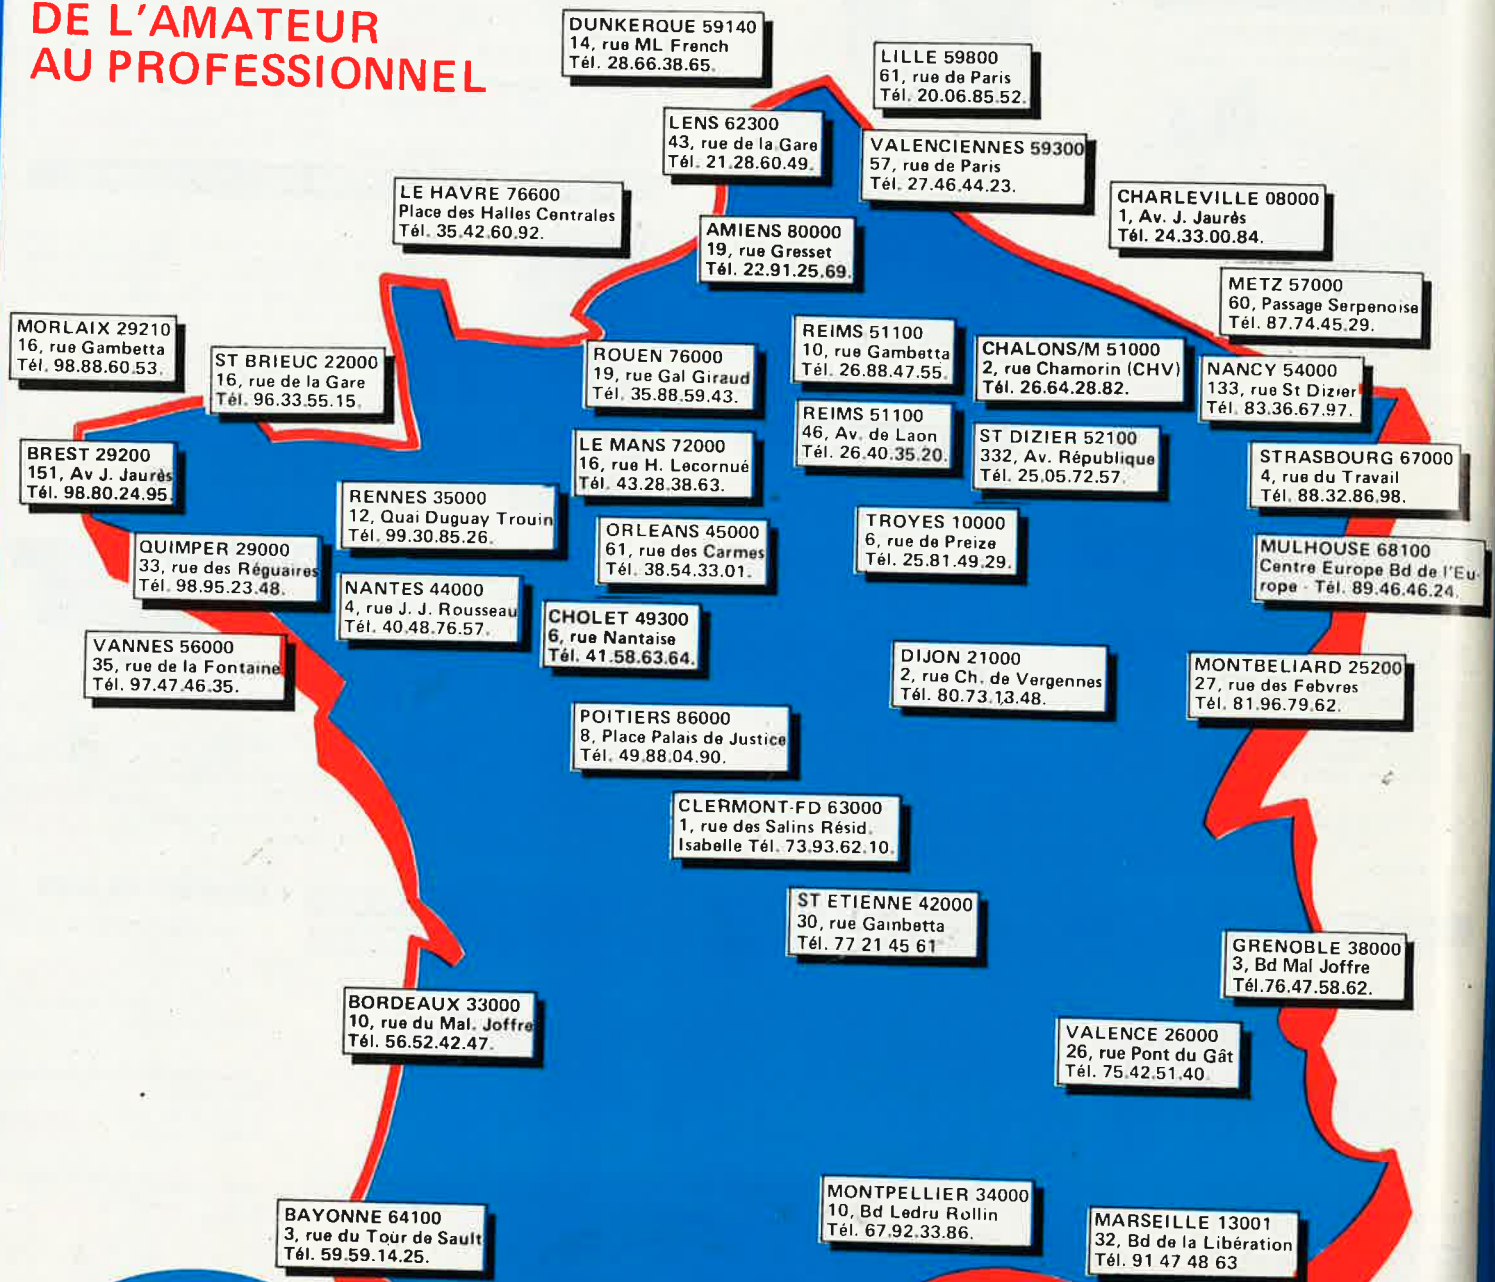 DE L'AMATEUR
AU PROFESSIONNEL
DUNKERQUE 59140
14, rue ML French
Tél. 28.66.38.65.
LILLE 59800
61, rue de Paris
Tél. 20.06.85.52.
LENS 62300
43, rue de la Gare
Tél. 21.28.60.49.
VALENCIENNES 59300
57, rue de Paris
Tél. 27.46.44.23.
LE HAVRE 76600
Place des Halles Centrales
Tél. 35.42.60.92.
CHARLEVILLE 08000
1, Av. J. Jaurès
Tél. 24.33.00.84.
AMIENS 80000
19, rue Gresset
Tél. 22.91.25.69.
METZ 57000
60, Passage Serpenoise
Tél. 87.74.45.29.
MORLAIX 29210
16, rue Gambetta
Tél. 98.88.60.53.
ST BRIEUC 22000
16, rue de la Gare
Tél. 96.33.55.15.
ROUEN 76000
19, rue Gal Giraud
Tél. 35.88.59.43.
REIMS 51100
10, rue Gambetta
Tél. 26.88.47.55.
CHALONS/M 51000
2, rue Chamorin (CHV)
Tél. 26.64.28.82.
NANCY 54000
133, rue St Dizier
Tél. 83.36.67.97.
REIMS 51100
46, Av. de Laon
Tél. 26.40.35.20.
BREST 29200
151, Av J. Jaurès
Tél. 98.80.24.95.
LE MANS 72000
16, rue H. Lecornué
Tél. 43.28.38.63.
ST DIZIER 52100
332, Av. République
Tél. 25.05.72.57.
STRASBOURG 67000
4, rue du Travail
Tél. 88.32.86.98.
RENNES 35000
12, Quai Duguay Trouin
Tél. 99.30.85.26.
ORLEANS 45000
61, rue des Carmes
Tél. 38.54.33.01.
TROYES 10000
6, rue de Preize
Tél. 25.81.49.29.
QUIMPER 29000
33, rue des Réguaires
Tél. 98.95.23.48.
MULHOUSE 68100
Centre Europe Bd de l'Eu-
rope - Tél. 89.46.46.24.
NANTES 44000
4, rue J. J. Rousseau
Tél. 40.48.76.57.
CHOLET 49300
6, rue Nantaise
Tél. 41.58.63.64.
VANNES 56000
35, rue de la Fontaine
Tél. 97.47.46.35.
DIJON 21000
2, rue Ch. de Vergennes
Tél. 80.73.13.48.
MONTBELIARD 25200
27, rue des Febvres
Tél. 81.96.79.62.
POITIERS 86000
8, Place Palais de Justice
Tél. 49.88.04.90.
CLERMONT-FD 63000
1, rue des Salins Résid.
Isabelle Tél. 73.93.62.10.
ST ETIENNE 42000
30, rue Gambetta
Tél. 77 21 45 61
GRENOBLE 38000
3, Bd Mal Joffre
Tél.76.47.58.62.
BORDEAUX 33000
10, rue du Mal. Joffre
Tél. 56.52.42.47.
VALENCE 26000
26, rue Pont du Gât
Tél. 75.42.51.40.
MONTPELLIER 34000
10, Bd Ledru Rollin
Tél. 67.92.33.86.
BAYONNE 64100
3, rue du Tour de Sault
Tél. 59.59.14.25.
MARSEILLE 13001
32, Bd de la Libération
Tél. 91 47 48 63